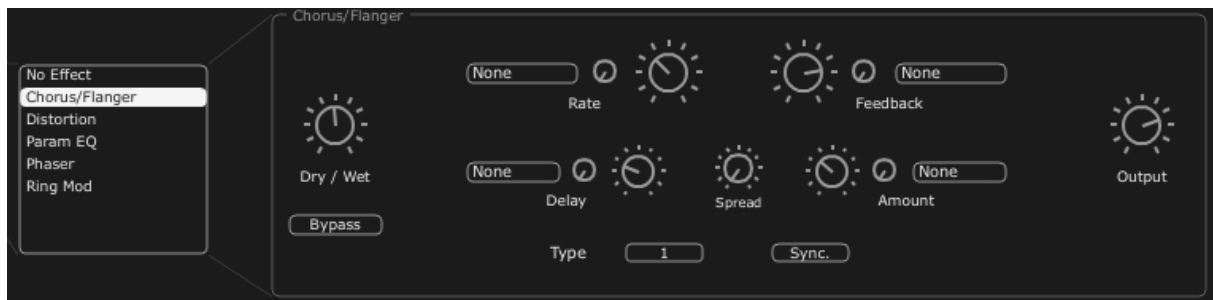 Chorus/Flanger
No Effect
Chorus/Flanger
Distortion
Param EQ
Phaser
Ring Mod
Dry / Wet
Bypass
None
Rate
None
Feedback
None
Delay
Spread
None
Amount
Type
1
Sync.
Output